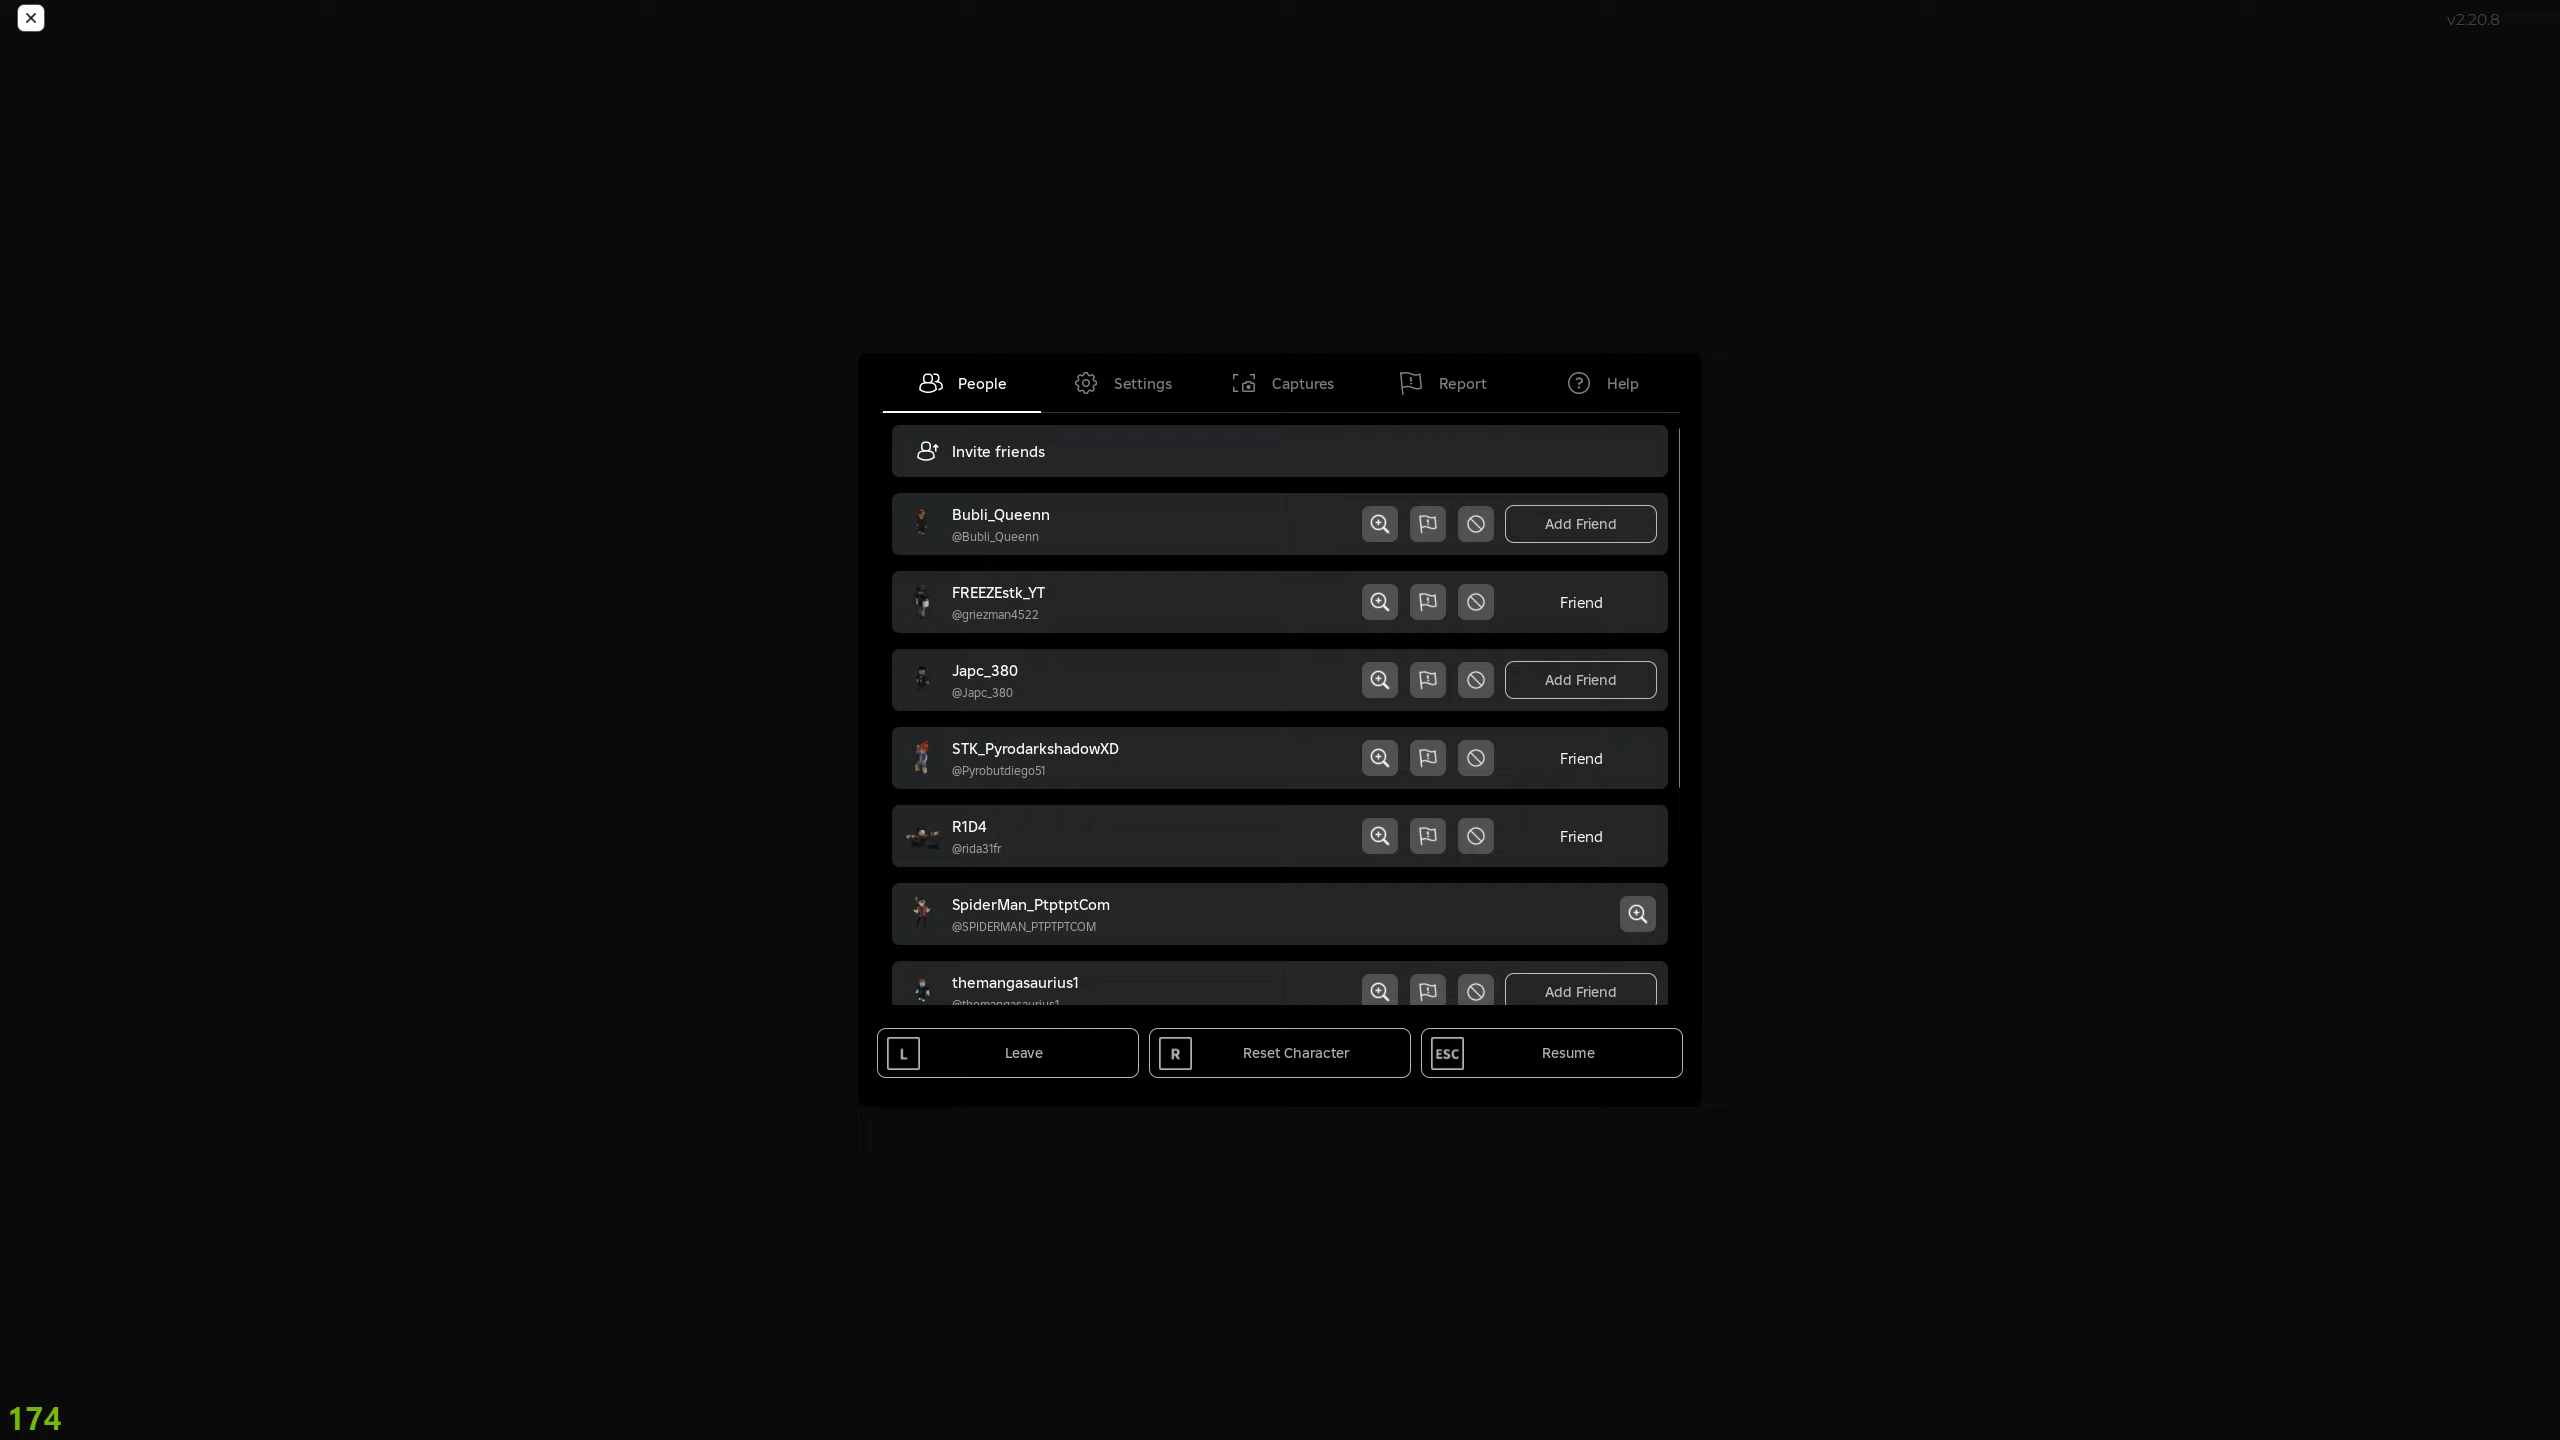 v2.20.8
People Settings Captures Report Help
Invite friends
Bubli_Queenn
@Bubli_Queenn
Add Friend
FREEZEstk_YT
@griezman4522
Friend
Japc_380
@Japc_380
Add Friend
STK_PyrodarkshadowXD
@Pyrobutdiego51
Friend
R1D4
@rida31fr
Friend
SpiderMan_PtptptCom
@SPIDERMAN_PTPTPTCOM
themangasaurius1
@themangasaurius1
Add Friend
L Leave R Reset Character ESC Resume
174